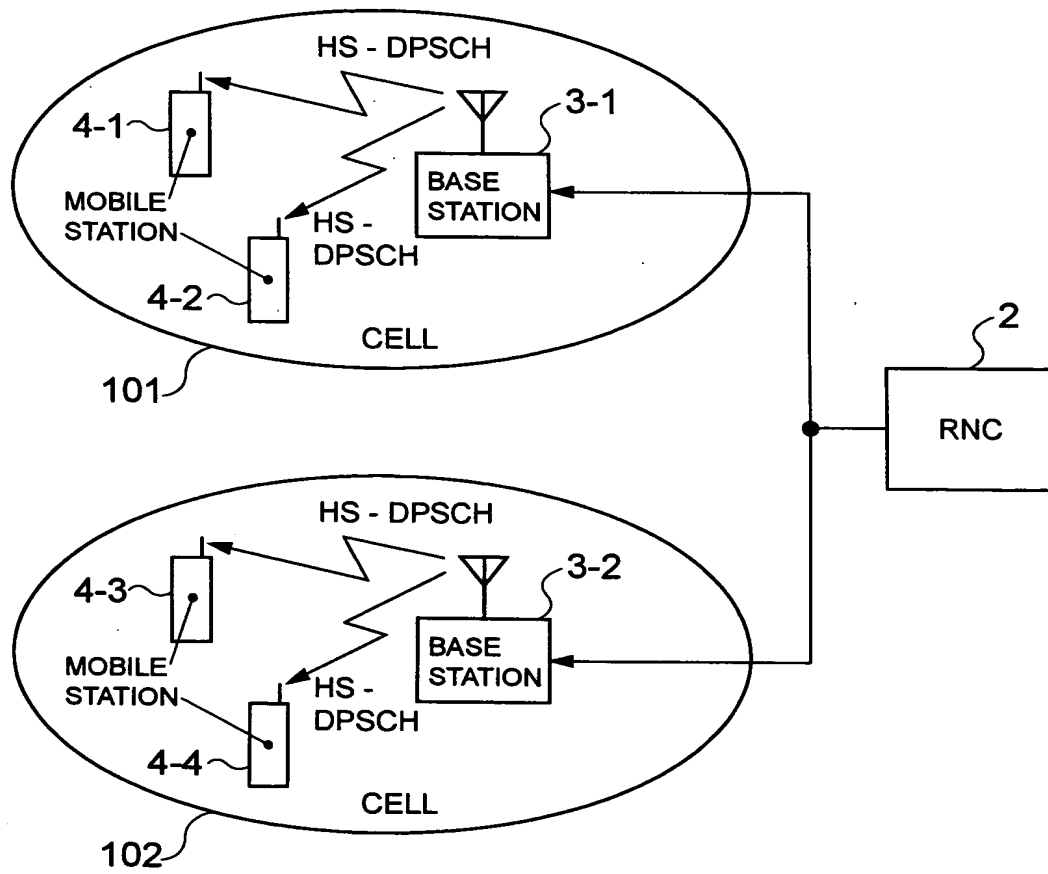 HS - DPSCH
3-1
4-1
BASE
STATION
MOBILE
STATION
HS -
DPSCH
4-2
CELL
101
2
RNC
HS - DPSCH
3-2
4-3
BASE
STATION
MOBILE
STATION
HS -
DPSCH
4-4
CELL
102